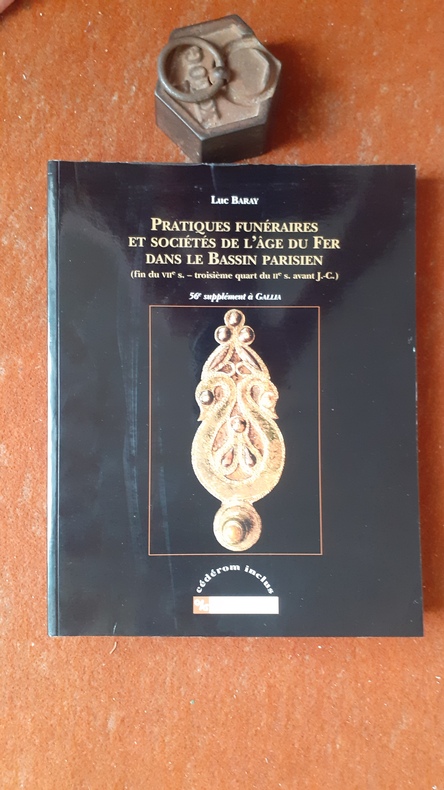 Luc Baray
Pratiques funéraires
et sociétés de l'âge du Fer
dans le Bassin parisien
(fin du VIIe s. – troisième quart du IIe s. avant J.-C.)
56e supplément à Gallia
cédérom inclus